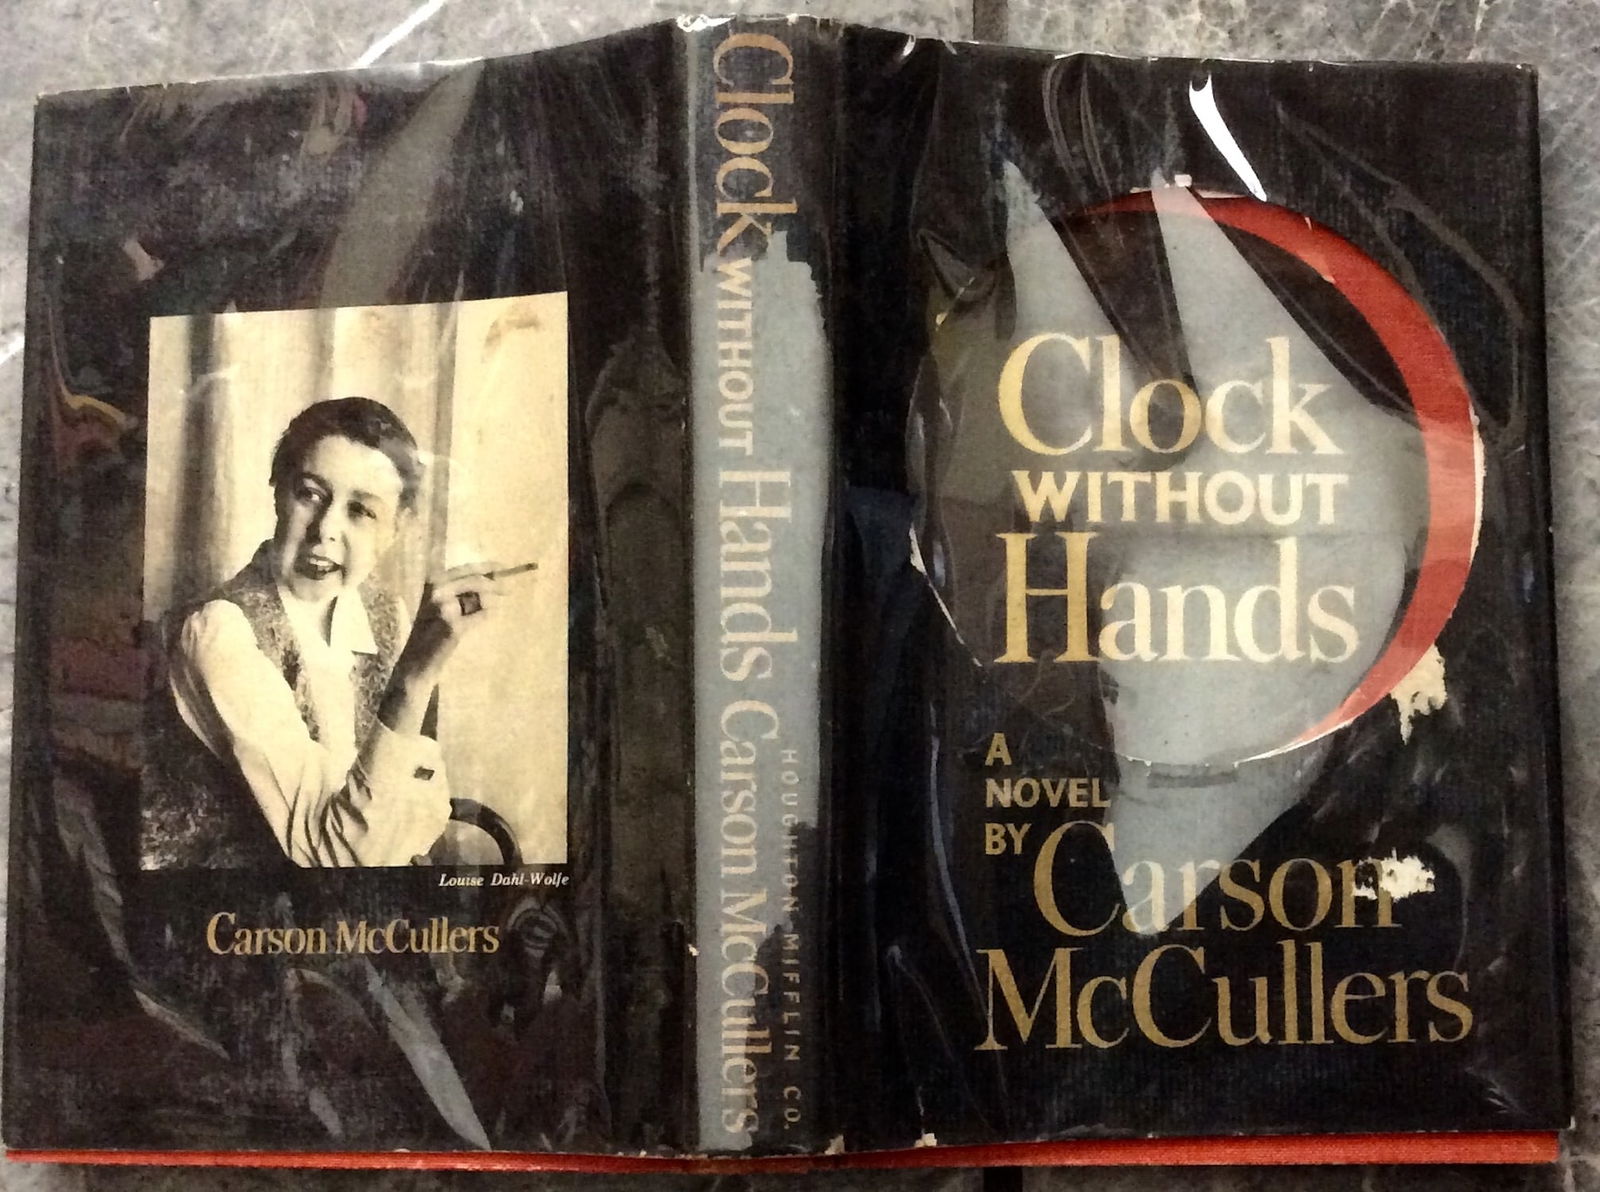 Louise Dahl-Wolfe
Carson McCullers
Clock WITHOUT Hands Carson McCullers
HOUGHTON MIFFLIN CO.
Clock
WITHOUT
Hands
A
NOVEL
BY Carson
McCullers